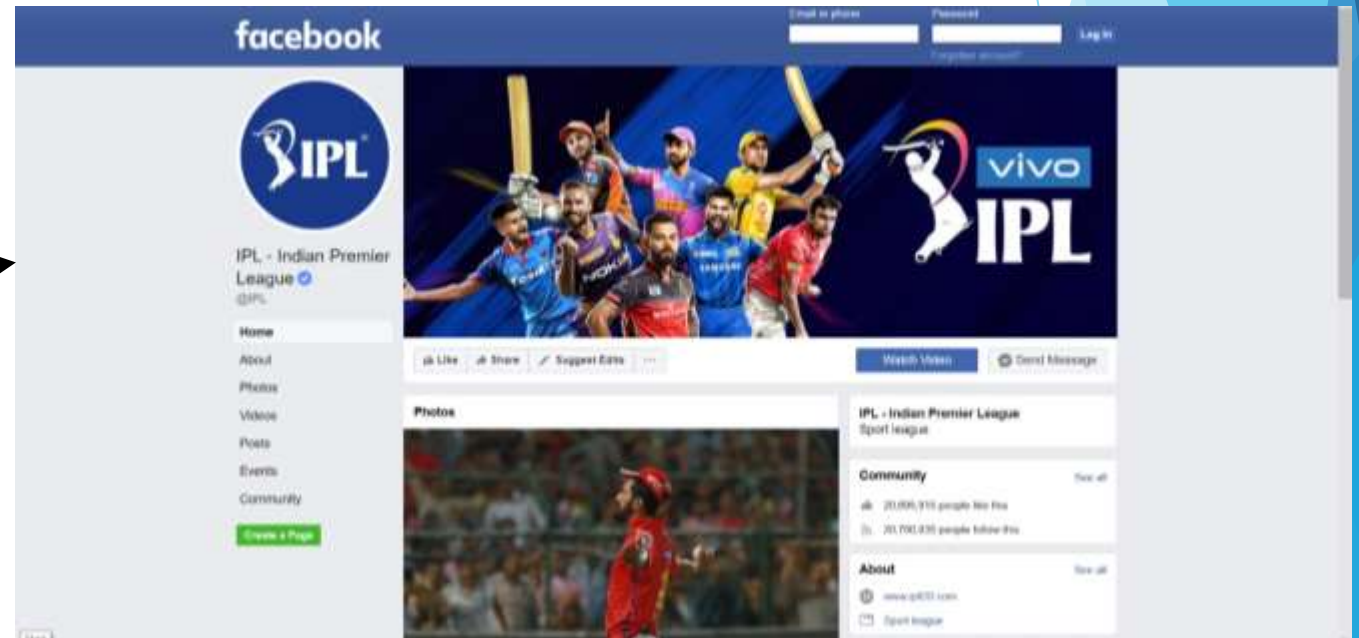 Email or phone
Password
facebook
Log In
Forgotten account?
IPL
vivo
IPL
IPL - Indian Premier
League
@IPL
Home
About
Photos
Videos
Posts
Events
Community
Create a Page
Like
Share
Suggest Edits
...
Watch Video
Send Message
Photos
IPL - Indian Premier League
Sport league
Community
See all
people like this
people follow this
About
See all
Sport league
NOKIA
SAMSUNG